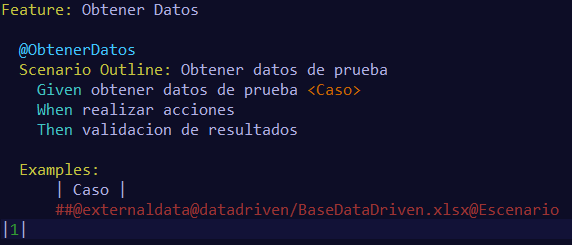 Feature: Obtener Datos
@ObtenerDatos
Scenario Outline: Obtener datos de prueba
Given obtener datos de prueba <Caso>
When realizar acciones
Then validacion de resultados
Examples:
| Caso |
##@externaldata@datadriven/BaseDataDriven.xlsx@Escenario
|1|